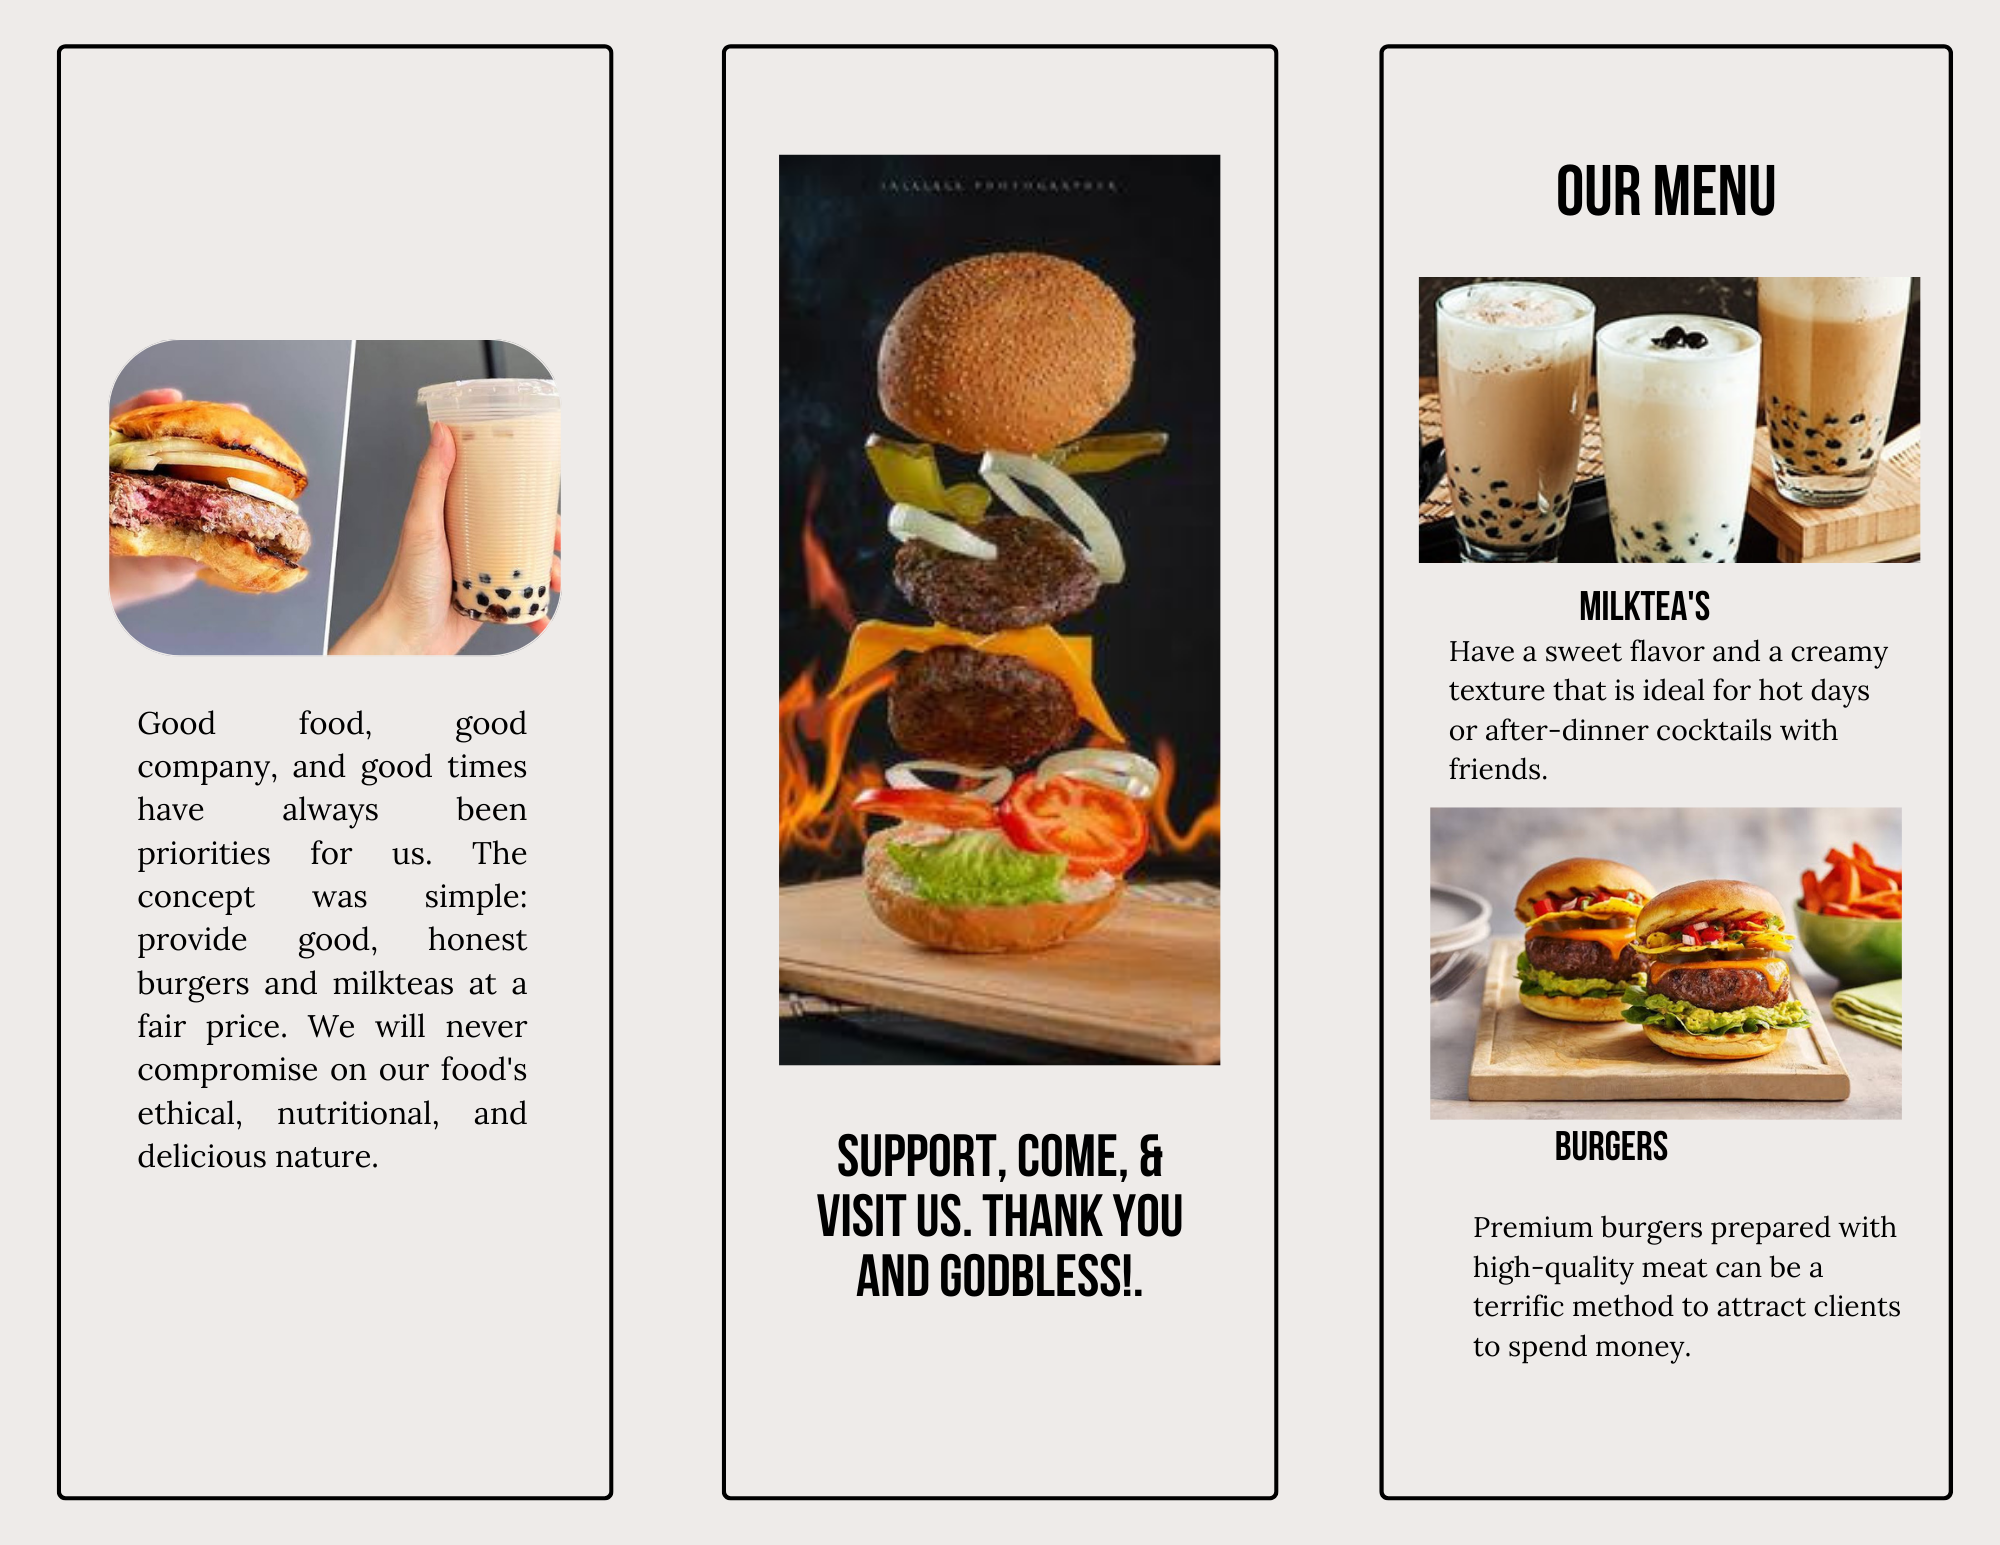 Good food, good
company, and good times
have always been
priorities for us. The
concept was simple:
provide good, honest
burgers and milkteas at a
fair price. We will never
compromise on our food's
ethical, nutritional, and
delicious nature.
SUPPORT, COME, &
VISIT US. THANK YOU
AND GODBLESS!.
OUR MENU
MILKTEA'S
Have a sweet flavor and a creamy
texture that is ideal for hot days
or after-dinner cocktails with
friends.
BURGERS
Premium burgers prepared with
high-quality meat can be a
terrific method to attract clients
to spend money.